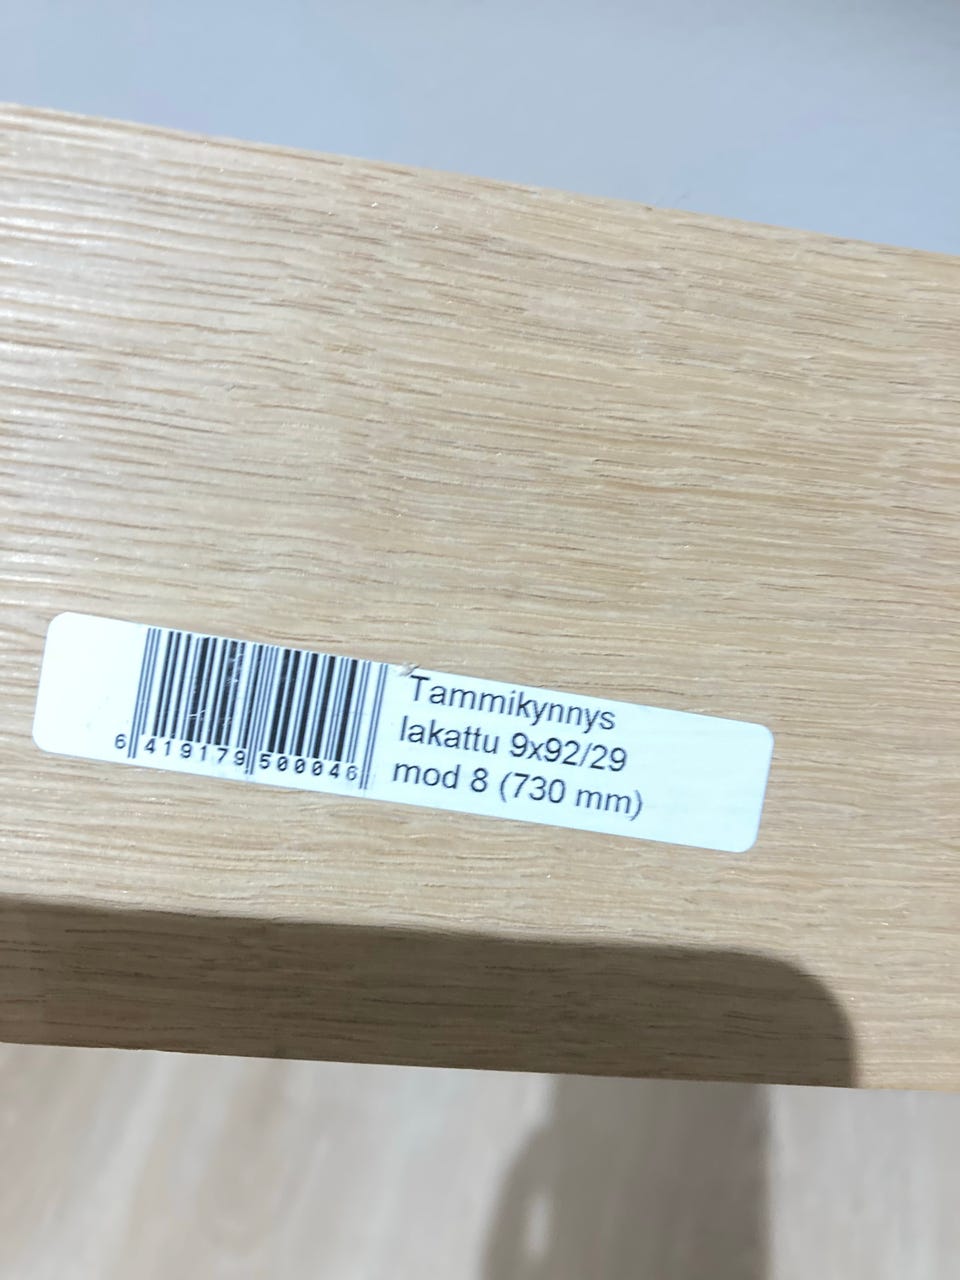 Tammikynnys
lakattu 9x92/29
mod 8 (730 mm)
6 419179 500046